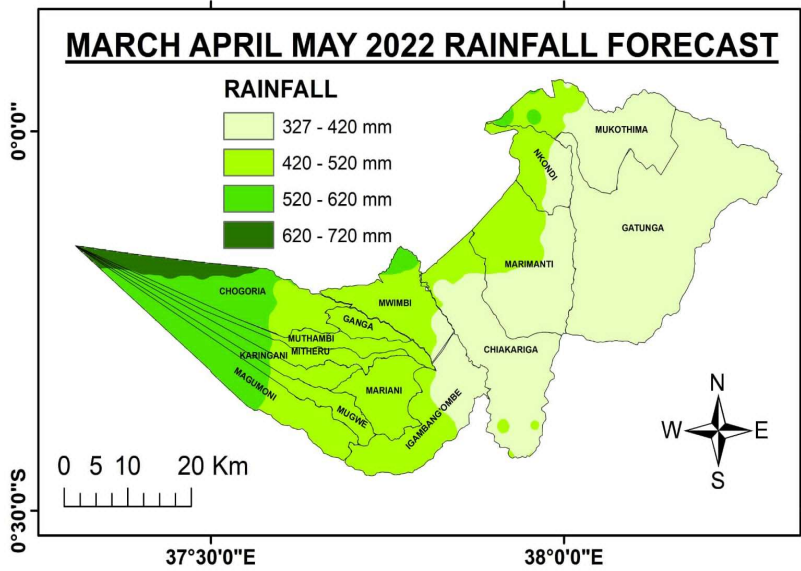 MARCH APRIL MAY 2022 RAINFALL FORECAST
RAINFALL
327 - 420 mm
420 - 520 mm
520 - 620 mm
620 - 720 mm
0°0'0"
MUKOTHIMA
NKONDI
GATUNGA
MARIMANTI
CHOGORIA
MWIMBI
GANGA
MUTHAMBI
MITHERU
KARINGANI
CHIAKARIGA
MAGUMONI
MARIANI
MUGWE
IGAMBANG'OMBE
N
W
E
S
0 5 10 20 Km
0°30'0"S
37°30'0"E
38°0'0"E